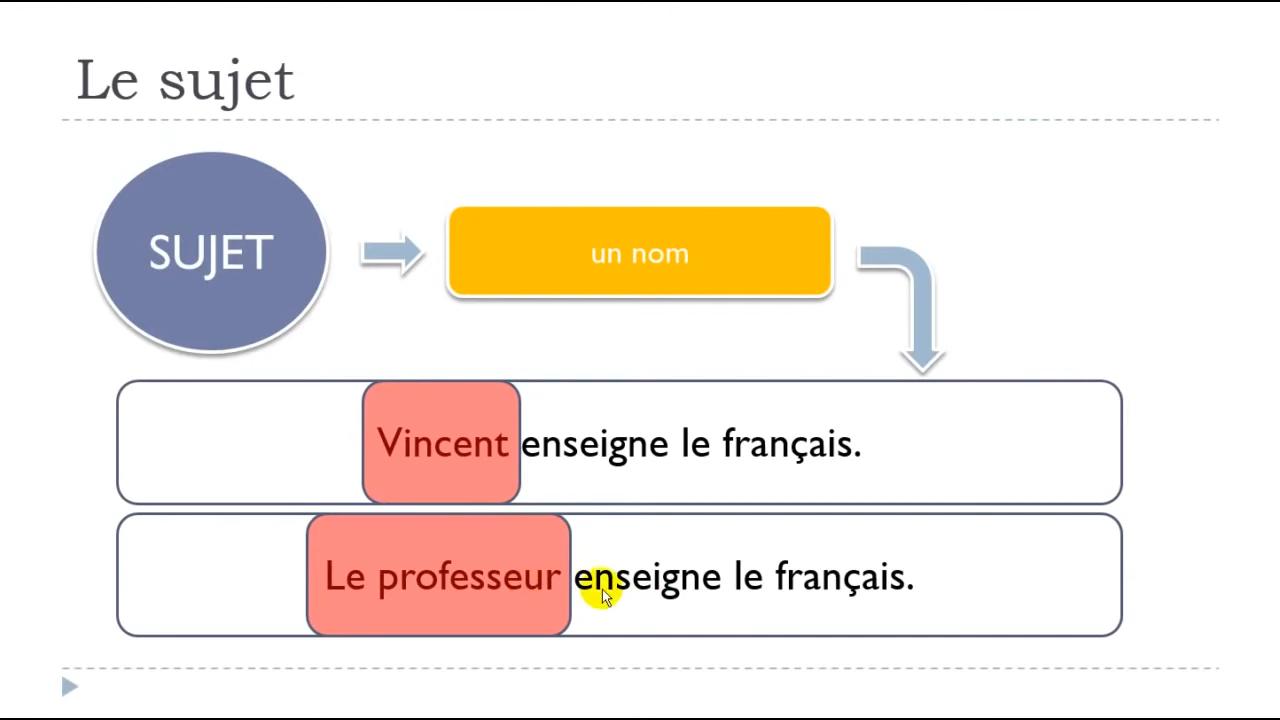 Le sujet
SUJET
un nom
Vincent enseigne le français.
Le professeur enseigne le français.